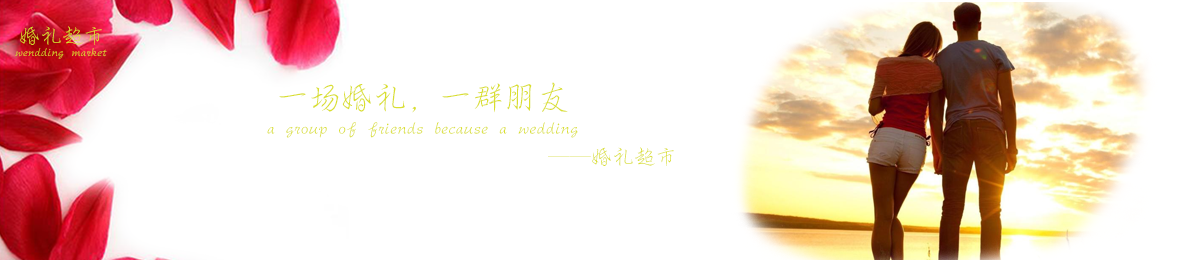 婚礼超市
wendding market
一场婚礼，一群朋友
a group of friends because a wedding
——婚礼超市